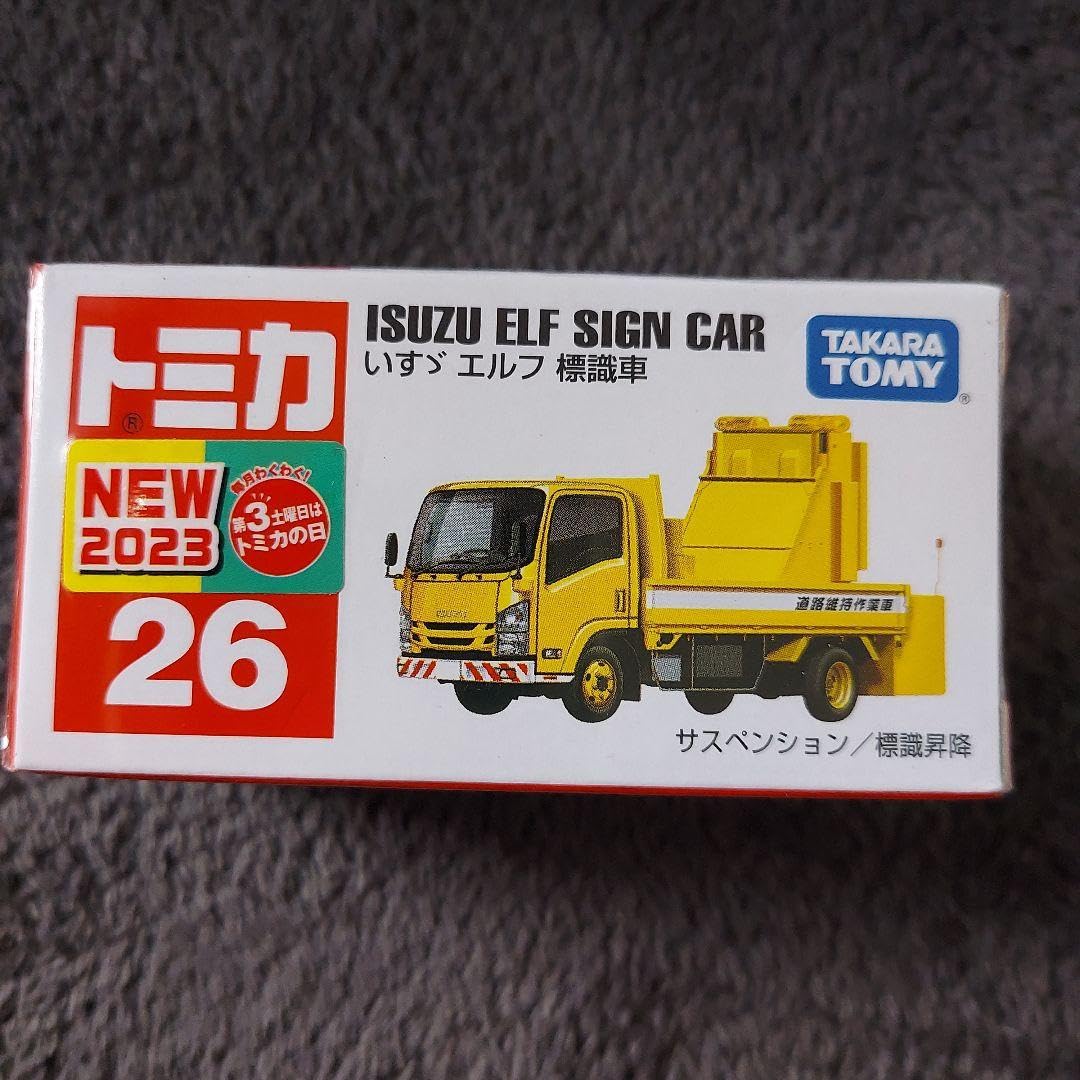 トミカ
®
NEW
2023
毎月わくわく!
第3土曜日は
トミカの日
26
ISUZU ELF SIGN CAR
いすゞ エルフ 標識車
TAKARA
TOMY
®
ISUZU
道路維持作業車
サスペンション/標識昇降